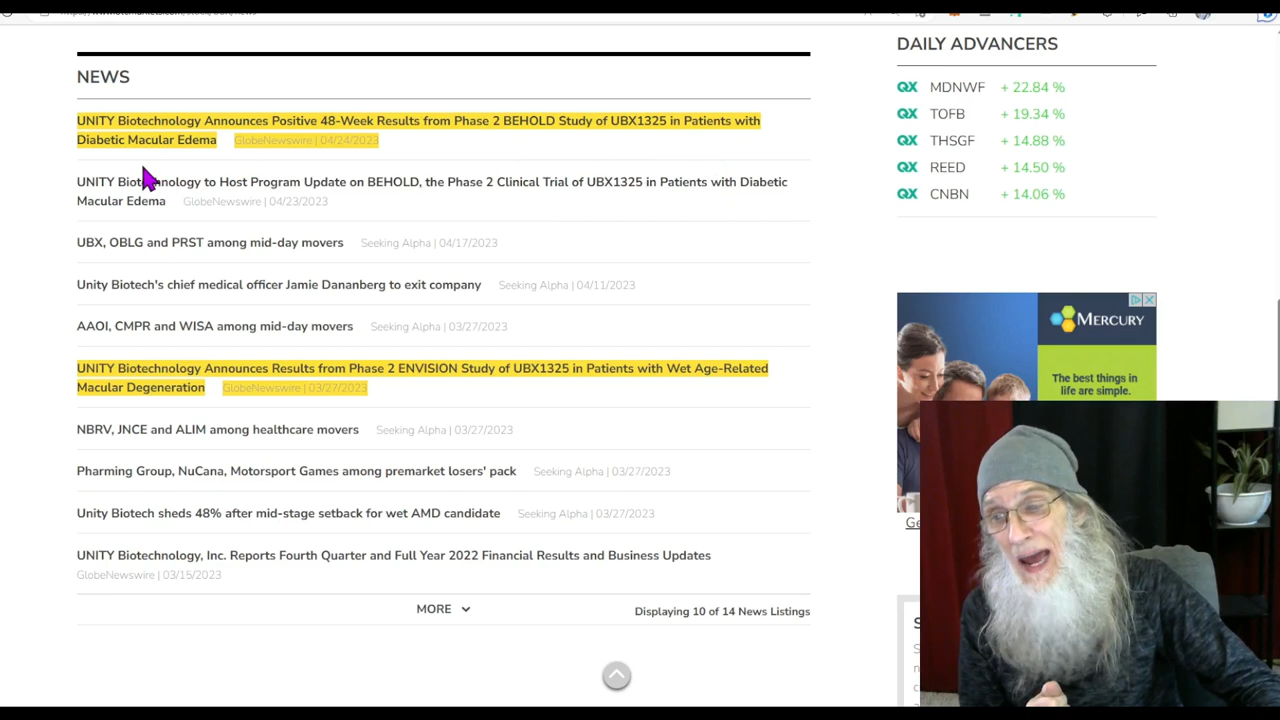 NEWS
UNITY Biotechnology Announces Positive 48-Week Results from Phase 2 BEHOLD Study of UBX1325 in Patients with
Diabetic Macular Edema GlobeNewswire | 04/24/2023
UNITY Biotechnology to Host Program Update on BEHOLD, the Phase 2 Clinical Trial of UBX1325 in Patients with Diabetic
Macular Edema GlobeNewswire | 04/23/2023
UBX, OBLG and PRST among mid-day movers Seeking Alpha | 04/17/2023
Unity Biotech's chief medical officer Jamie Dananberg to exit company Seeking Alpha | 04/11/2023
AAOI, CMPR and WISA among mid-day movers Seeking Alpha | 03/27/2023
UNITY Biotechnology Announces Results from Phase 2 ENVISION Study of UBX1325 in Patients with Wet Age-Related
Macular Degeneration GlobeNewswire | 03/27/2023
NBRV, JNCE and ALIM among healthcare movers Seeking Alpha | 03/27/2023
Pharming Group, NuCana, Motorsport Games among premarket losers' pack Seeking Alpha | 03/27/2023
Unity Biotech sheds 48% after mid-stage setback for wet AMD candidate Seeking Alpha | 03/27/2023
UNITY Biotechnology, Inc. Reports Fourth Quarter and Full Year 2022 Financial Results and Business Updates
GlobeNewswire | 03/15/2023
MORE
Displaying 10 of 14 News Listings
DAILY ADVANCERS
QX MDNWF + 22.84 %
QX TOFB + 19.34 %
QX THSGF + 14.88 %
QX REED + 14.50 %
QX CNBN + 14.06 %
MERCURY
The best things in
life are simple.